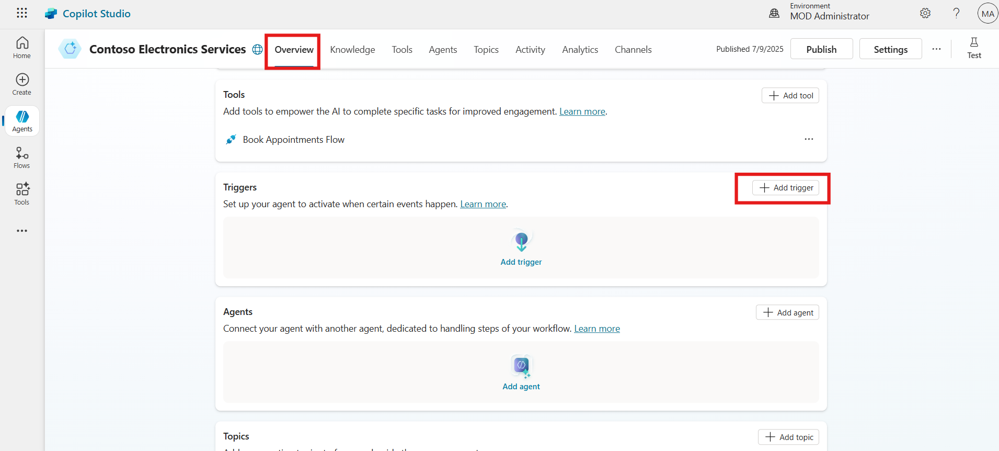 Copilot Studio
Environment
MOD Administrator
MA
Contoso Electronics Services
Overview
Knowledge
Tools
Agents
Topics
Activity
Analytics
Channels
Published 7/9/2025
Publish
Settings
Test
Home
Create
Agents
Flows
Tools
Tools
Add tool
Add tools to empower the AI to complete specific tasks for improved engagement. Learn more.
Book Appointments Flow
Triggers
Add trigger
Set up your agent to activate when certain events happen. Learn more.
Add trigger
Agents
Add agent
Connect your agent with another agent, dedicated to handling steps of your workflow. Learn more
Add agent
Topics
Add topic